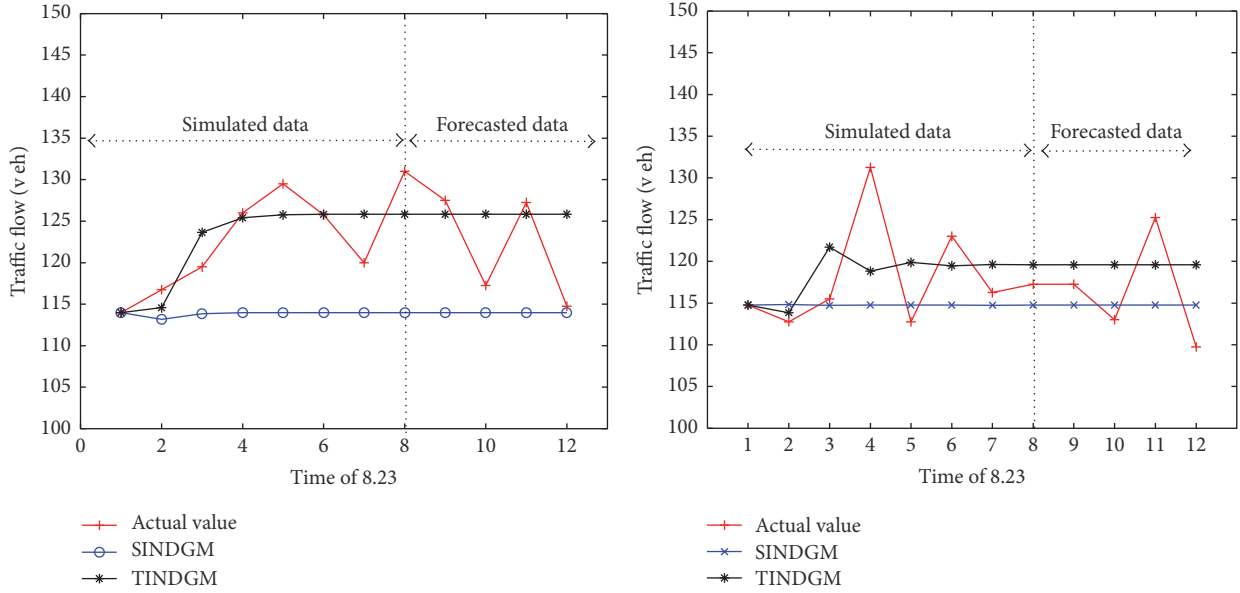 150
145
140
135
130
125
120
115
110
105
100
Traffic flow (v eh)
Simulated data
Forecasted data
0 2 4 6 8 10 12
Time of 8.23
Actual value
SINDGM
TINDGM
150
145
140
135
130
125
120
115
110
105
100
Traffic flow (v eh)
Simulated data
Forecasted data
1 2 3 4 5 6 7 8 9 10 11 12
Time of 8.23
Actual value
SINDGM
TINDGM